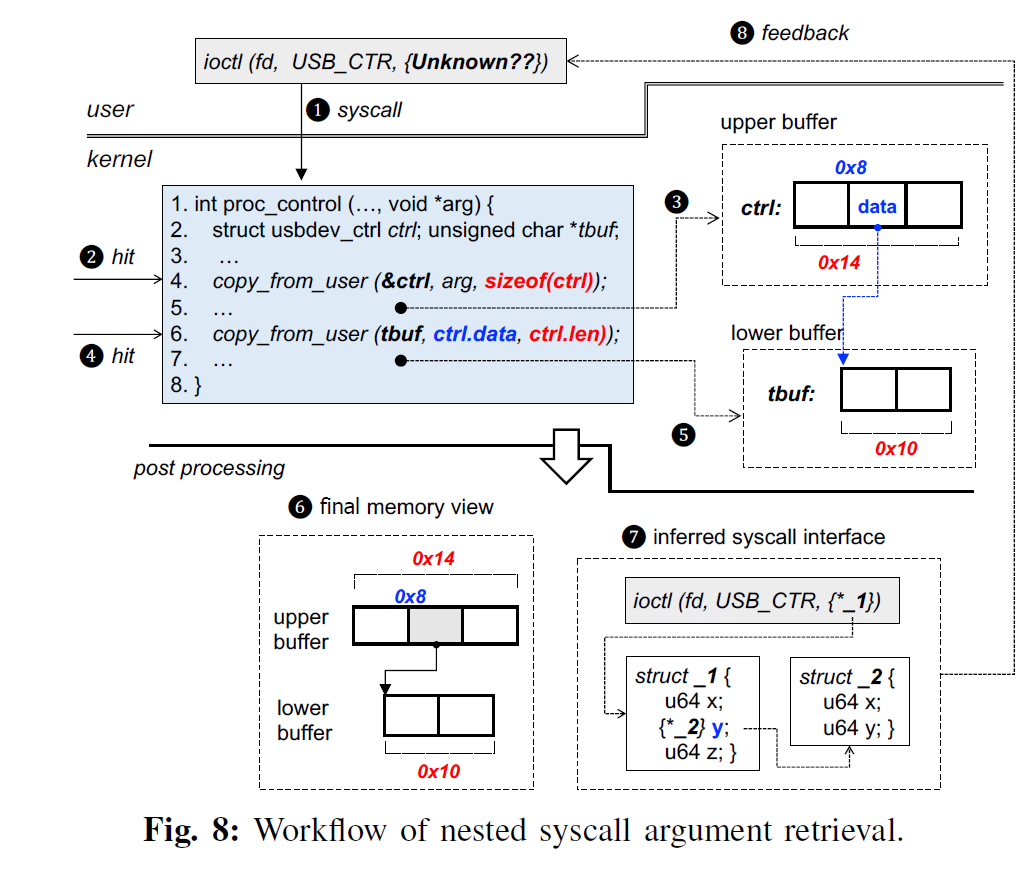 ❽ feedback
ioctl (fd, USB_CTR, {Unknown??})
user
❶ syscall
kernel
1. int proc_control (…, void *arg) {
2. struct usbdev_ctrl ctrl; unsigned char *tbuf;
3. …
4. copy_from_user (&ctrl, arg, sizeof(ctrl));
5. …
6. copy_from_user (tbuf, ctrl.data, ctrl.len));
7. …
8. }
❷ hit
❹ hit
❸
upper buffer
0x8
ctrl:
data
0x14
lower buffer
tbuf:
0x10
❺
post processing
❻ final memory view
0x14
0x8
upper
buffer
lower
buffer
0x10
❼ inferred syscall interface
ioctl (fd, USB_CTR, {*_1})
struct _1 {
u64 x;
{*_2} y;
u64 z; }
struct _2 {
u64 x;
u64 y; }
Fig. 8: Workflow of nested syscall argument retrieval.